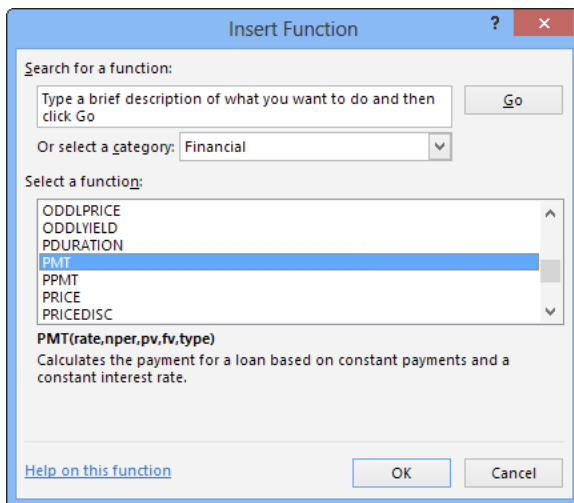 Insert Function
?
Search for a function:
Type a brief description of what you want to do and then
click Go
Go
Or select a category: Financial
Select a function:
ODDLPRICE
ODDLYIELD
PDURATION
PMT
PPMT
PRICE
PRICEDISC
PMT(rate,nper,pv,fv,type)
Calculates the payment for a loan based on constant payments and a
constant interest rate.
Help on this function
OK
Cancel